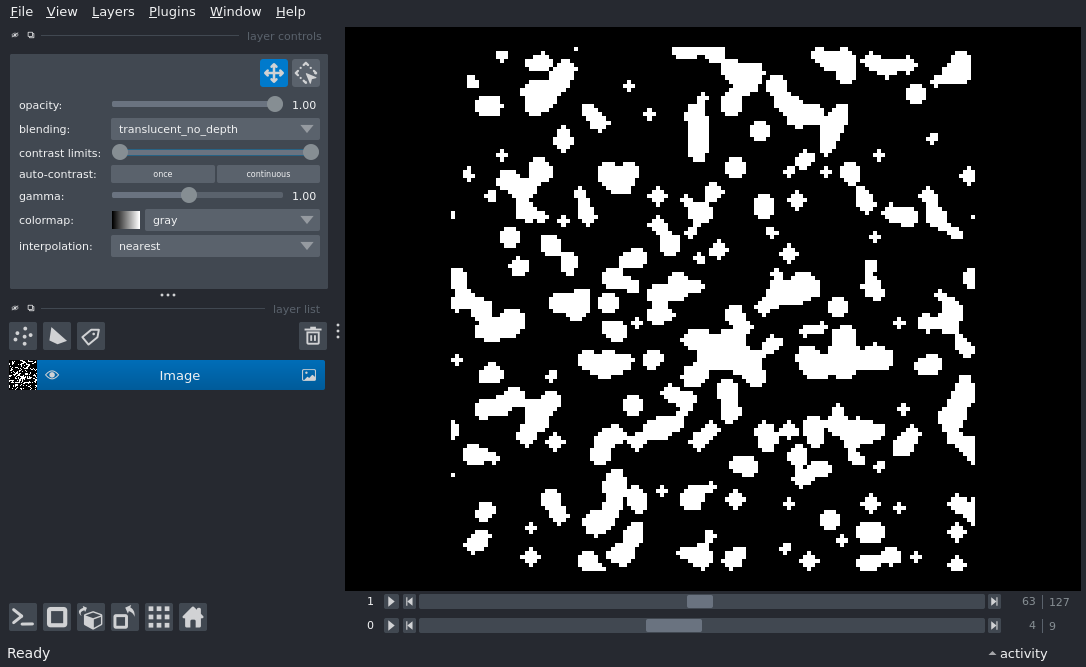 File View Layers Plugins Window Help
layer controls
opacity: 1.00
blending: translucent_no_depth
contrast limits:
auto-contrast: once continuous
gamma: 1.00
colormap: gray
interpolation: nearest
layer list
Image
1 63 127
0 4 9
Ready activity